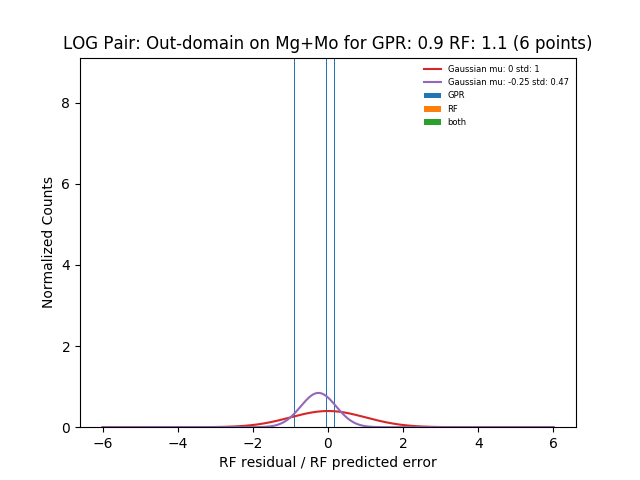 LOG Pair: Out-domain on Mg+Mo for GPR: 0.9 RF: 1.1 (6 points)
Gaussian mu: 0 std: 1
Gaussian mu: -0.25 std: 0.47
GPR
RF
both
Normalized Counts
8
6
4
2
0
−6 −4 −2 0 2 4 6
RF residual / RF predicted error